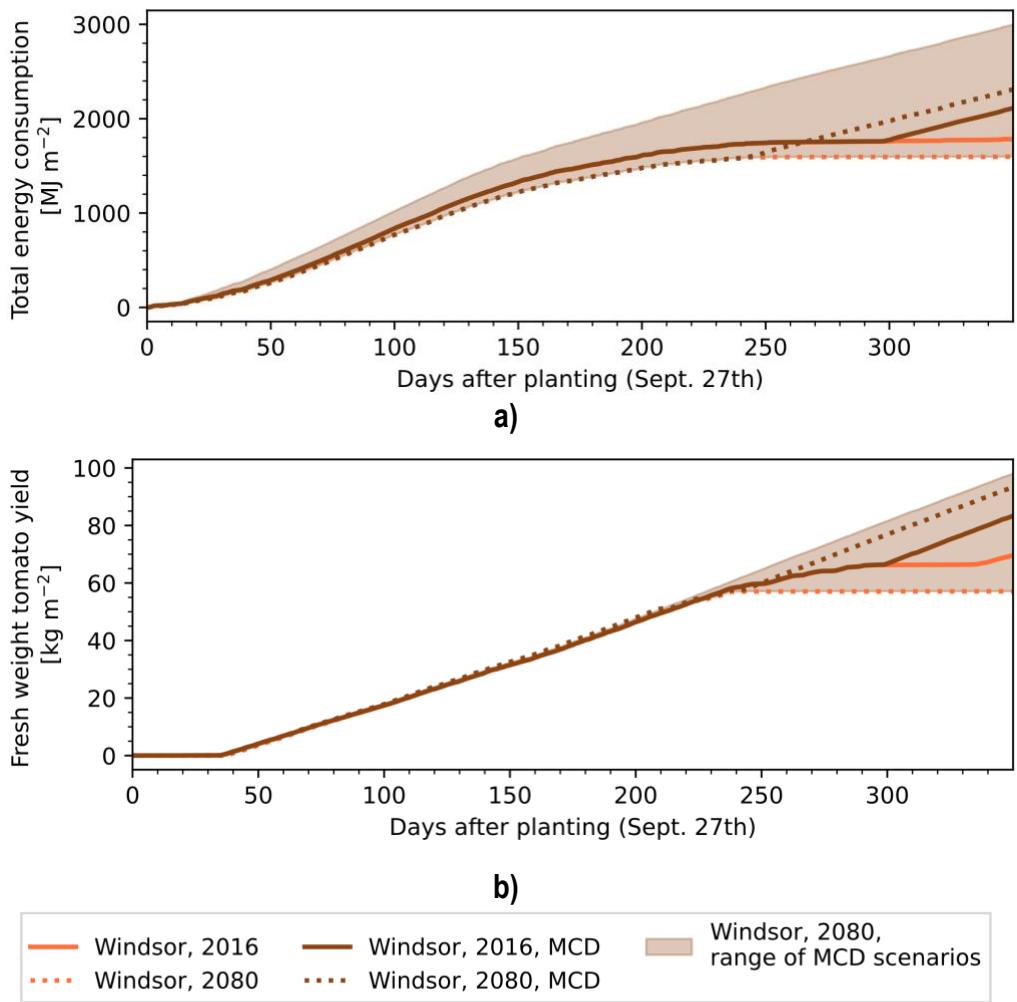 3000
2000
1000
0
Total energy consumption
[MJ m⁻²]
0 50 100 150 200 250 300
Days after planting (Sept. 27th)
a)
100
80
60
40
20
0
Fresh weight tomato yield
[kg m⁻²]
0 50 100 150 200 250 300
Days after planting (Sept. 27th)
b)
Windsor, 2016
Windsor, 2080
Windsor, 2016, MCD
Windsor, 2080, MCD
Windsor, 2080,
range of MCD scenarios